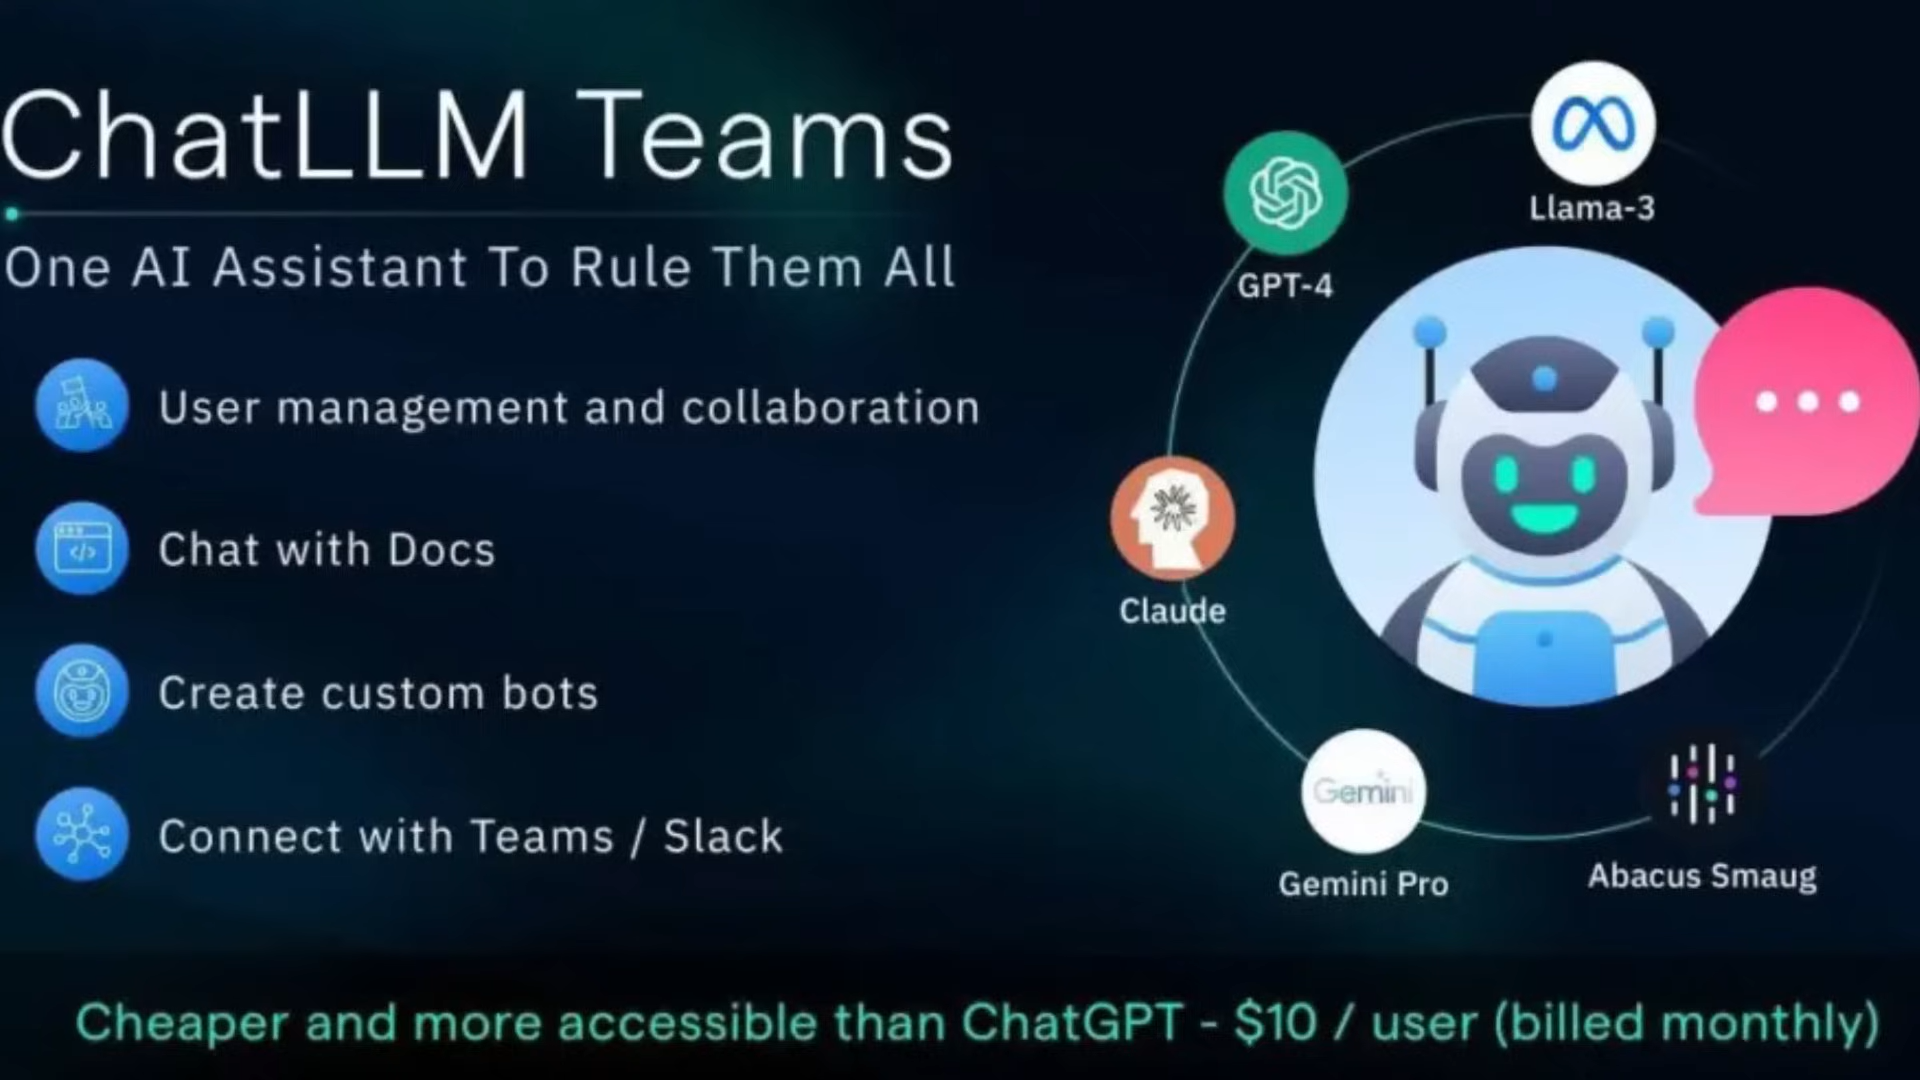 ChatLLM Teams
One AI Assistant To Rule Them All
User management and collaboration
Chat with Docs
</>
Create custom bots
Connect with Teams / Slack
Llama-3
GPT-4
Claude
Gemini
Gemini Pro
Abacus Smaug
Cheaper and more accessible than ChatGPT - $10 / user (billed monthly)